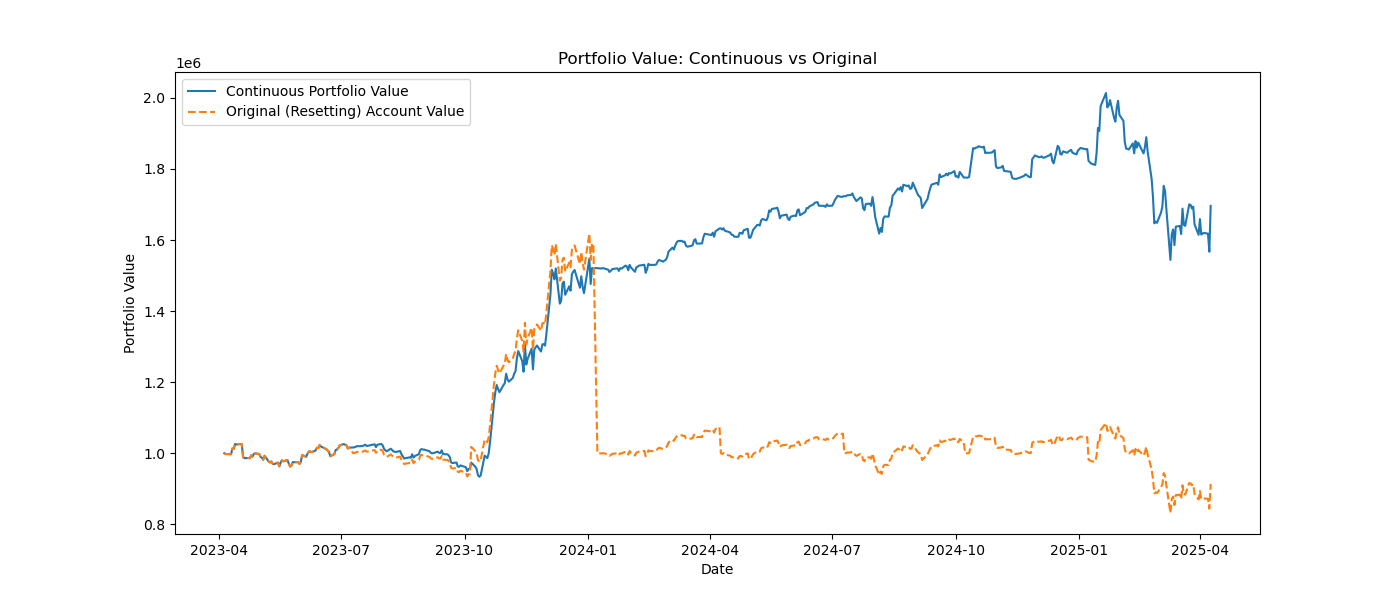 Portfolio Value: Continuous vs Original
1e6
Continuous Portfolio Value
Original (Resetting) Account Value
2.0
1.8
1.6
1.4
1.2
1.0
0.8
Portfolio Value
2023-04 2023-07 2023-10 2024-01 2024-04 2024-07 2024-10 2025-01 2025-04
Date